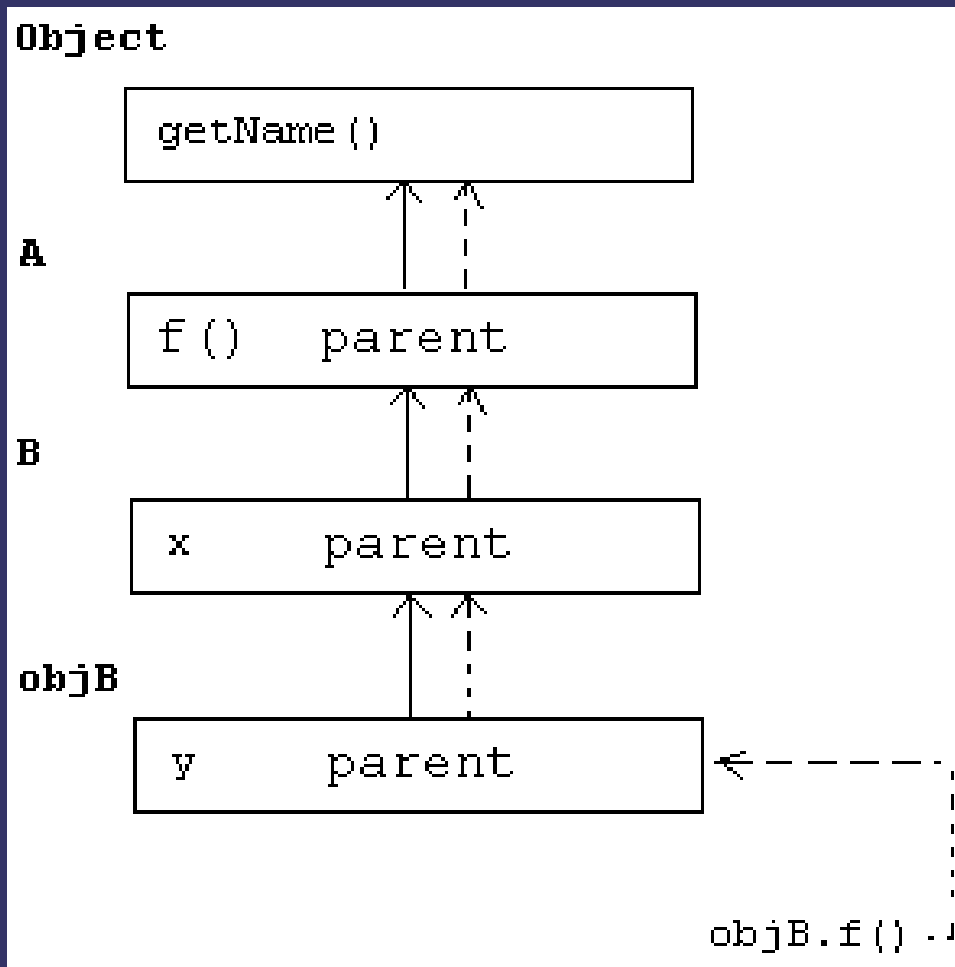 Object
getName()
A
f() parent
B
x parent
objB
y parent
objB.f()